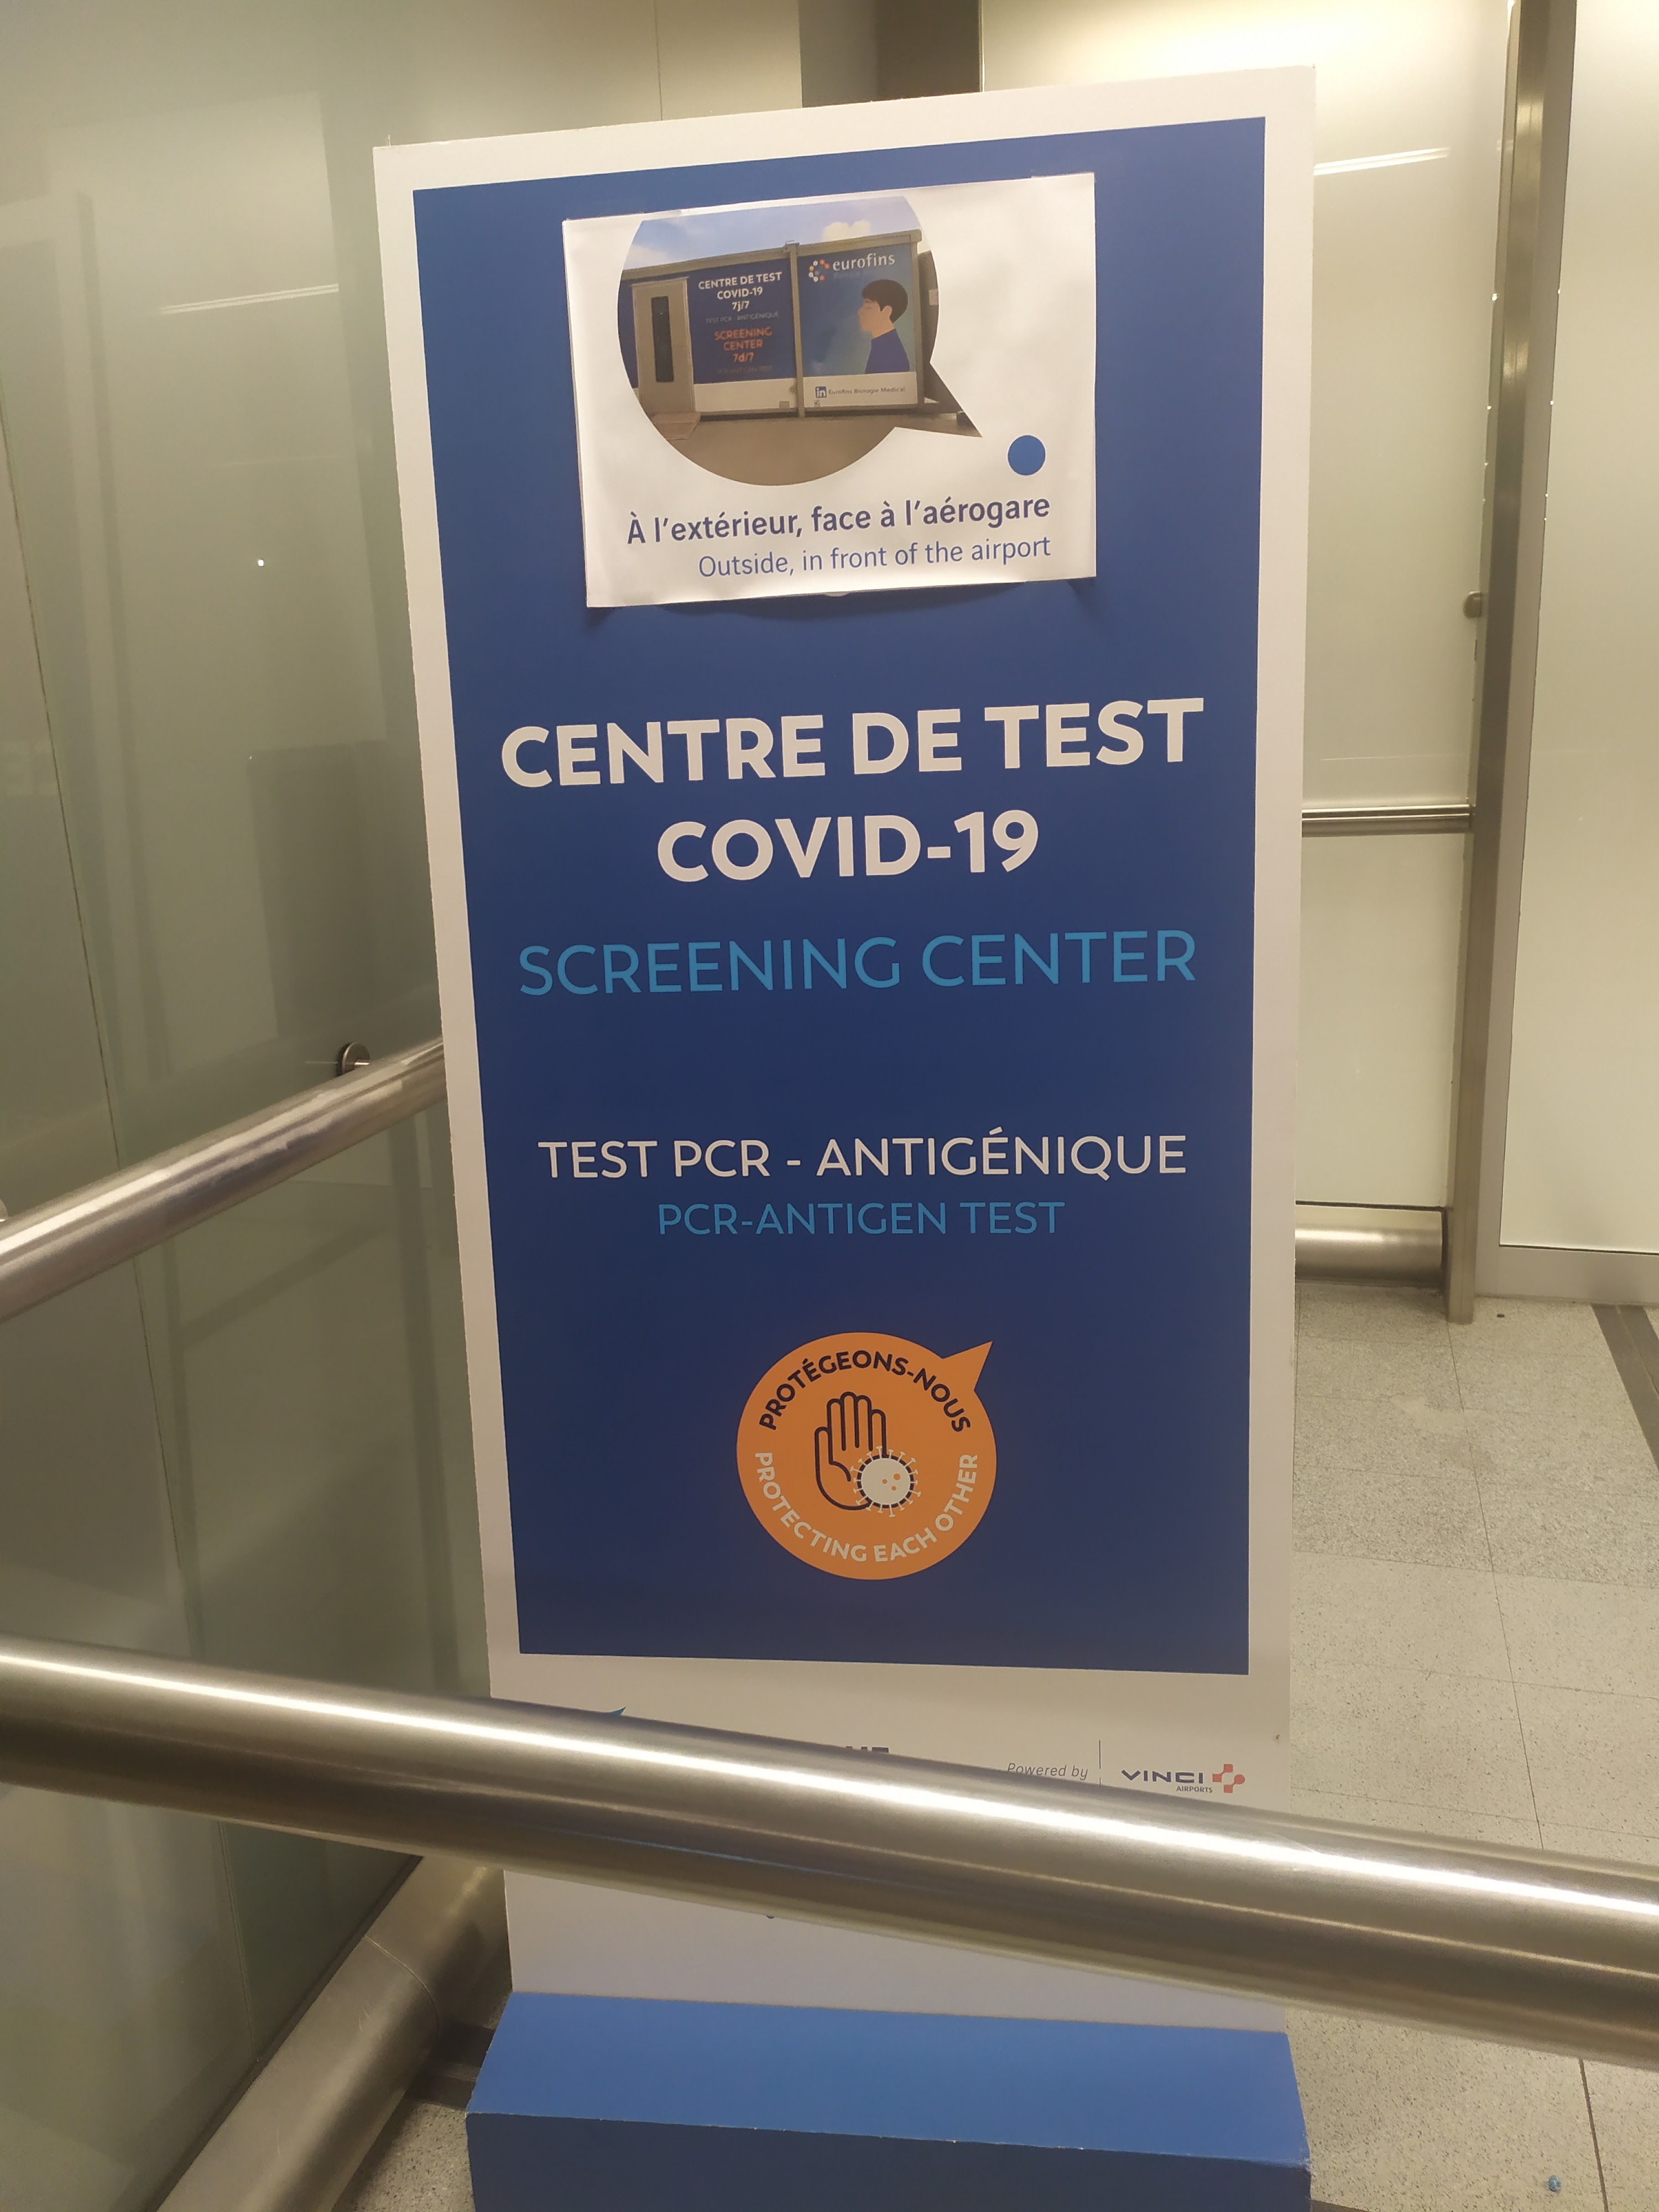 CENTRE DE TEST
COVID-19
7j/7
TEST PCR - ANTIGÉNIQUE
SCREENING
CENTER
7d/7
eurofins
in Eurofins Biologie Médicale
À l'extérieur, face à l'aérogare
Outside, in front of the airport
CENTRE DE TEST
COVID-19
SCREENING CENTER
TEST PCR - ANTIGÉNIQUE
PCR-ANTIGEN TEST
PROTÉGEONS-NOUS
PROTECTING EACH OTHER
Powered by
VINCI
AIRPORTS